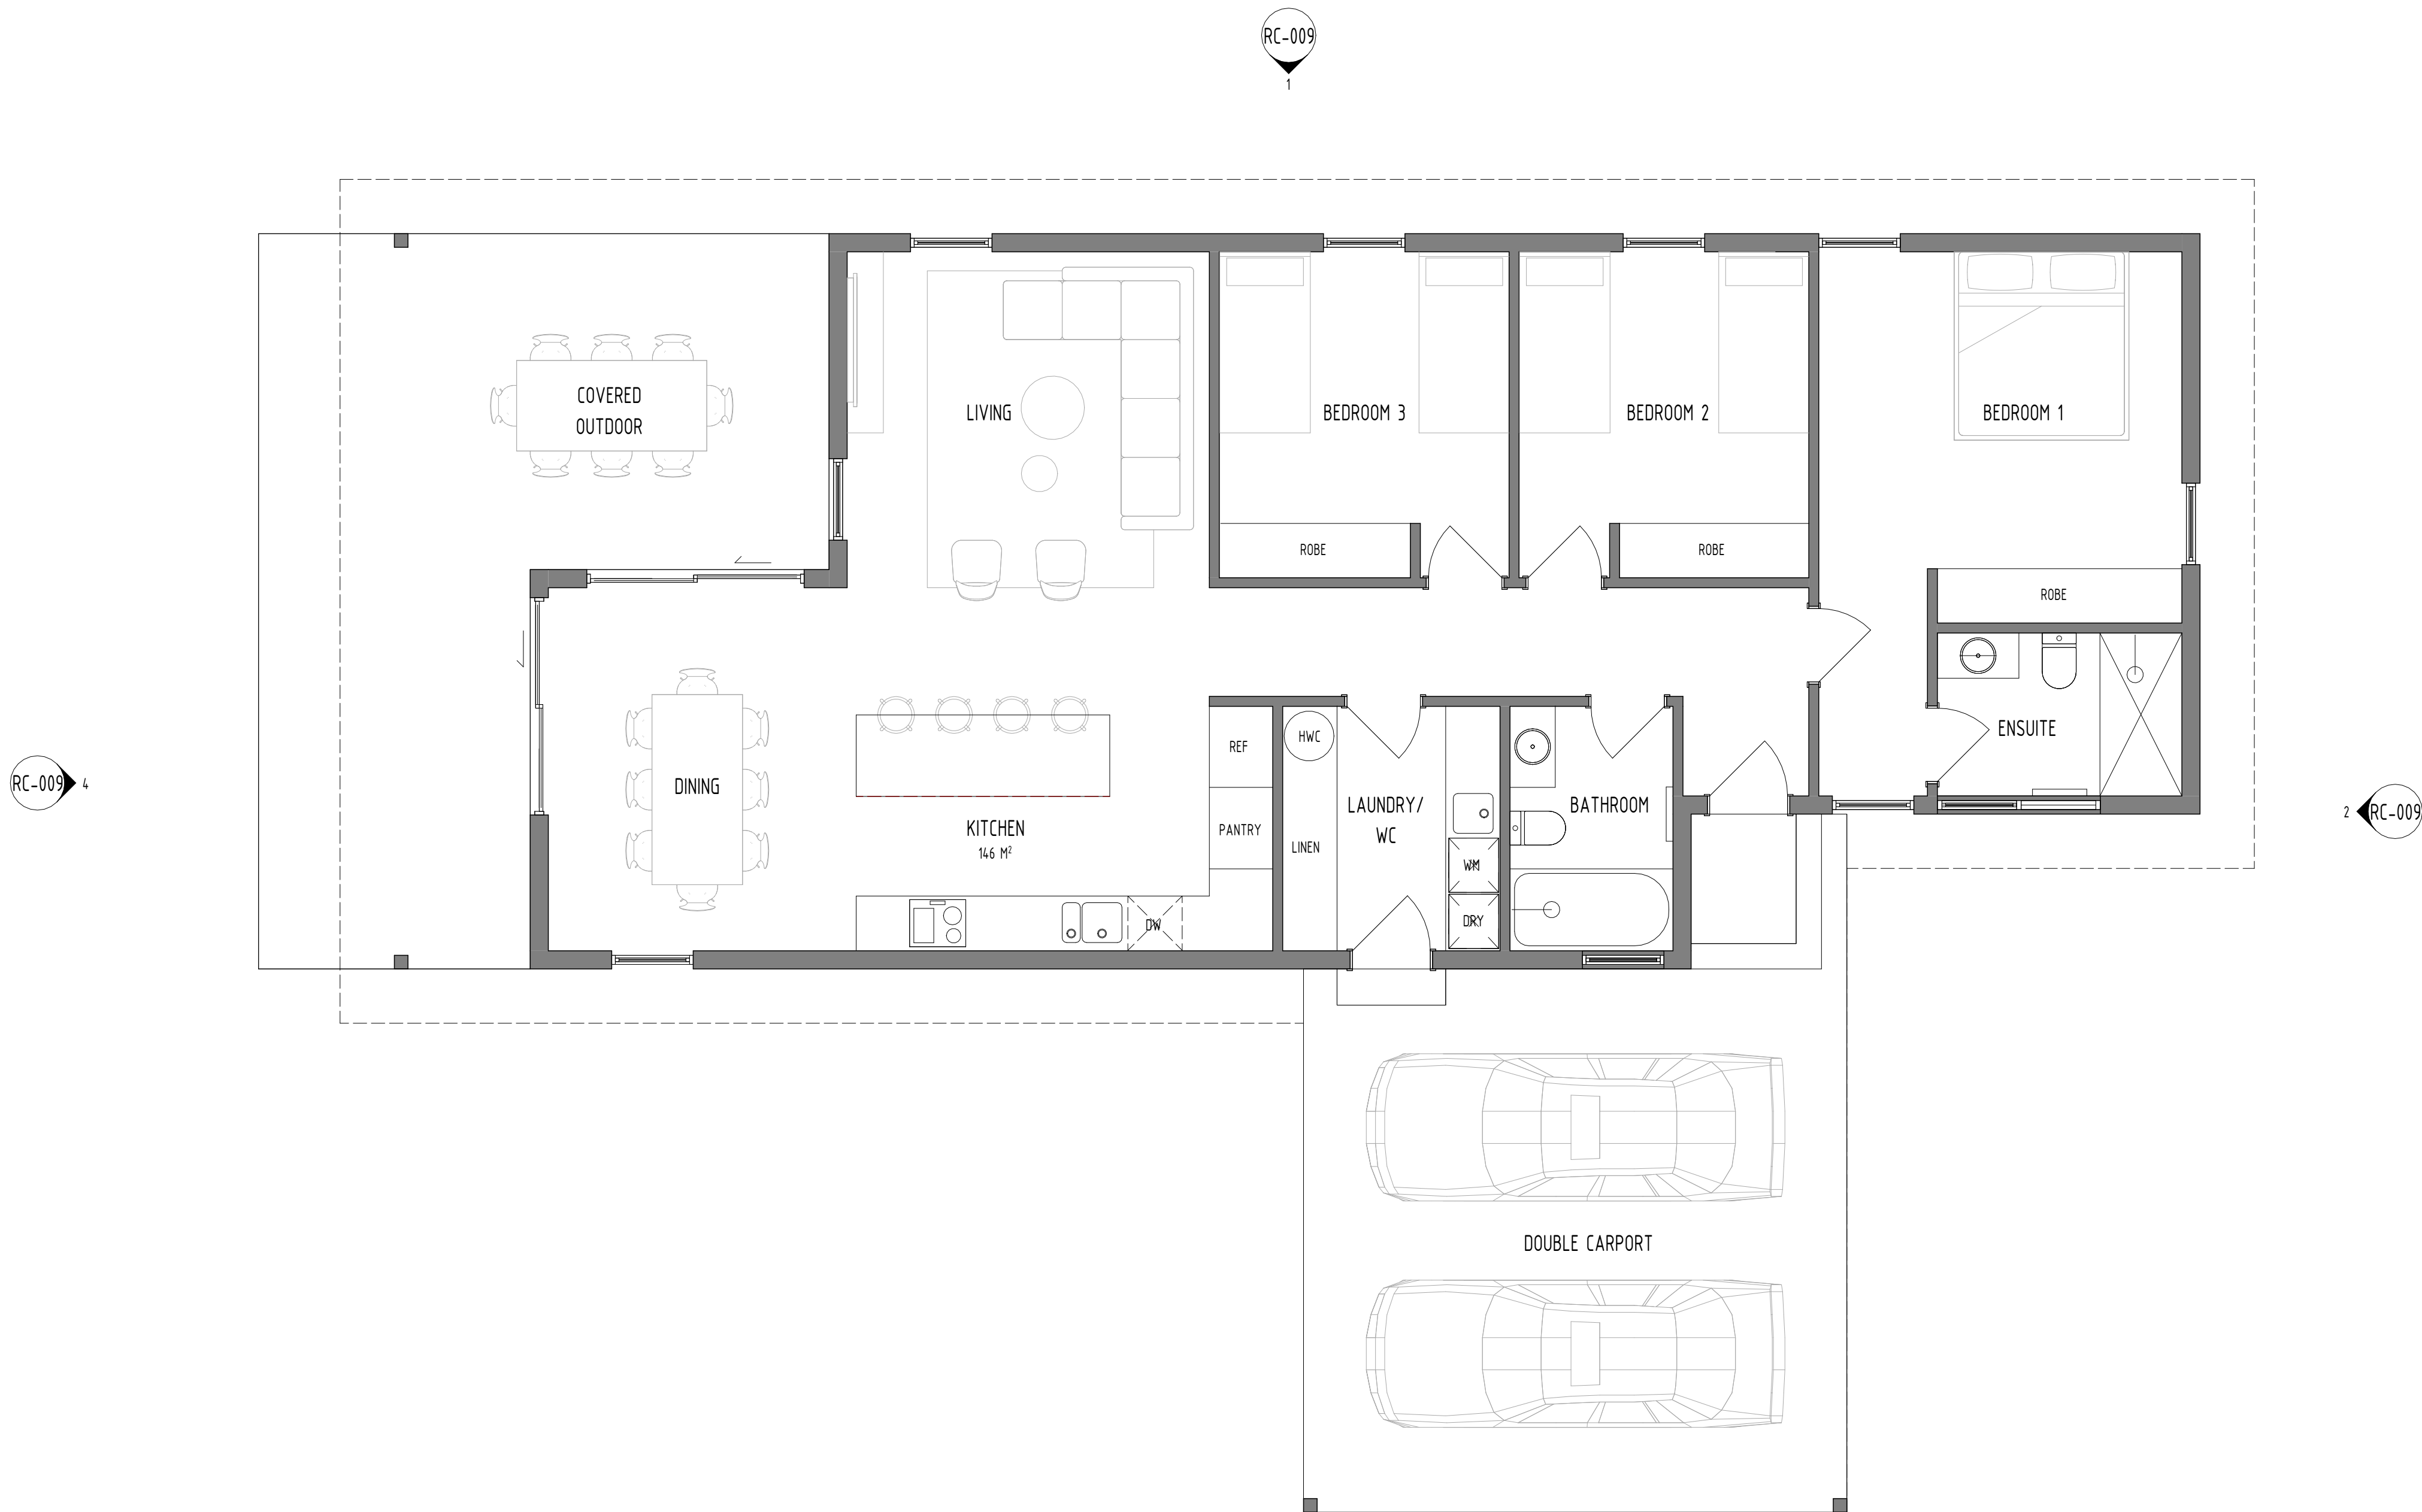 RC-009
1
COVERED
OUTDOOR
LIVING
BEDROOM 3
BEDROOM 2
BEDROOM 1
ROBE
ROBE
ROBE
ENSUITE
HWC
REF
RC-009
4
DINING
LAUNDRY/
WC
BATHROOM
2
RC-009
KITCHEN
146 M²
PANTRY
LINEN
WM
DW
DRY
DOUBLE CARPORT